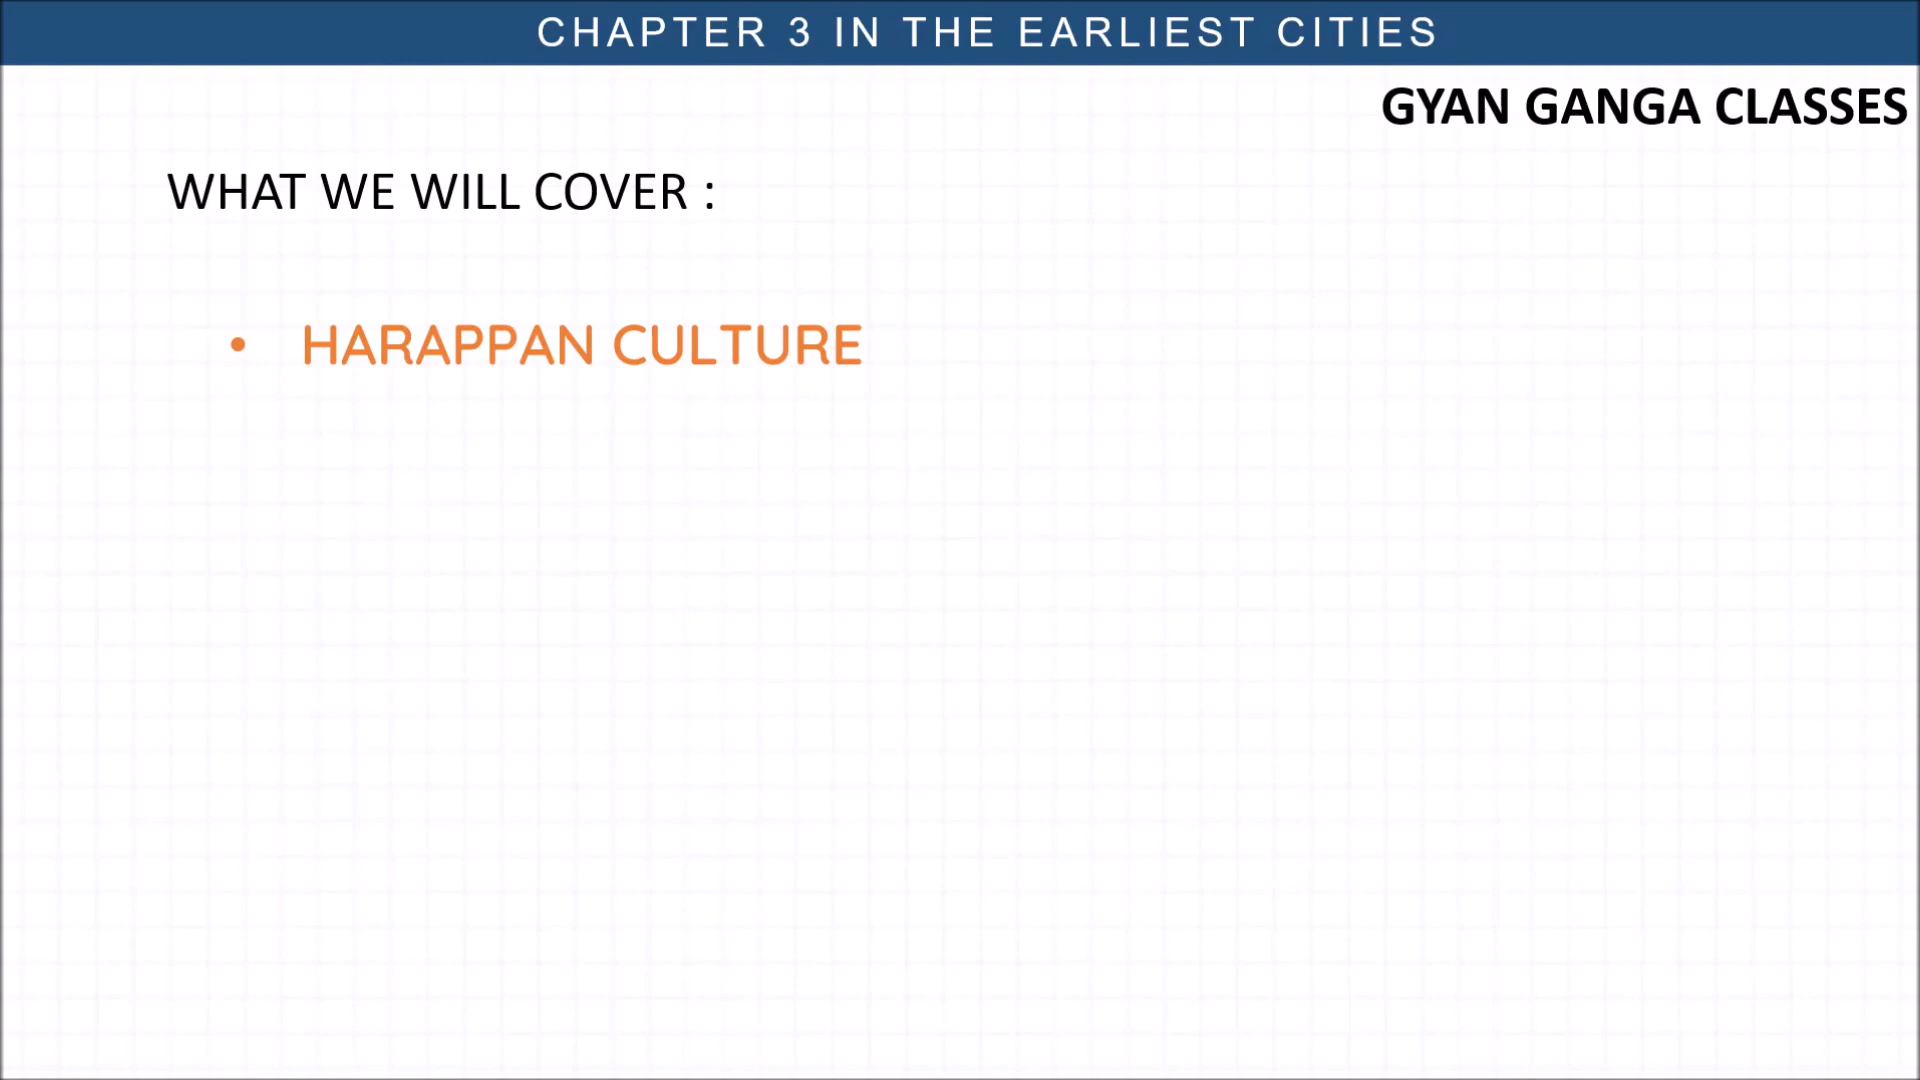 CHAPTER 3 IN THE EARLIEST CITIES
GYAN GANGA CLASSES
WHAT WE WILL COVER :
• HARAPPAN CULTURE